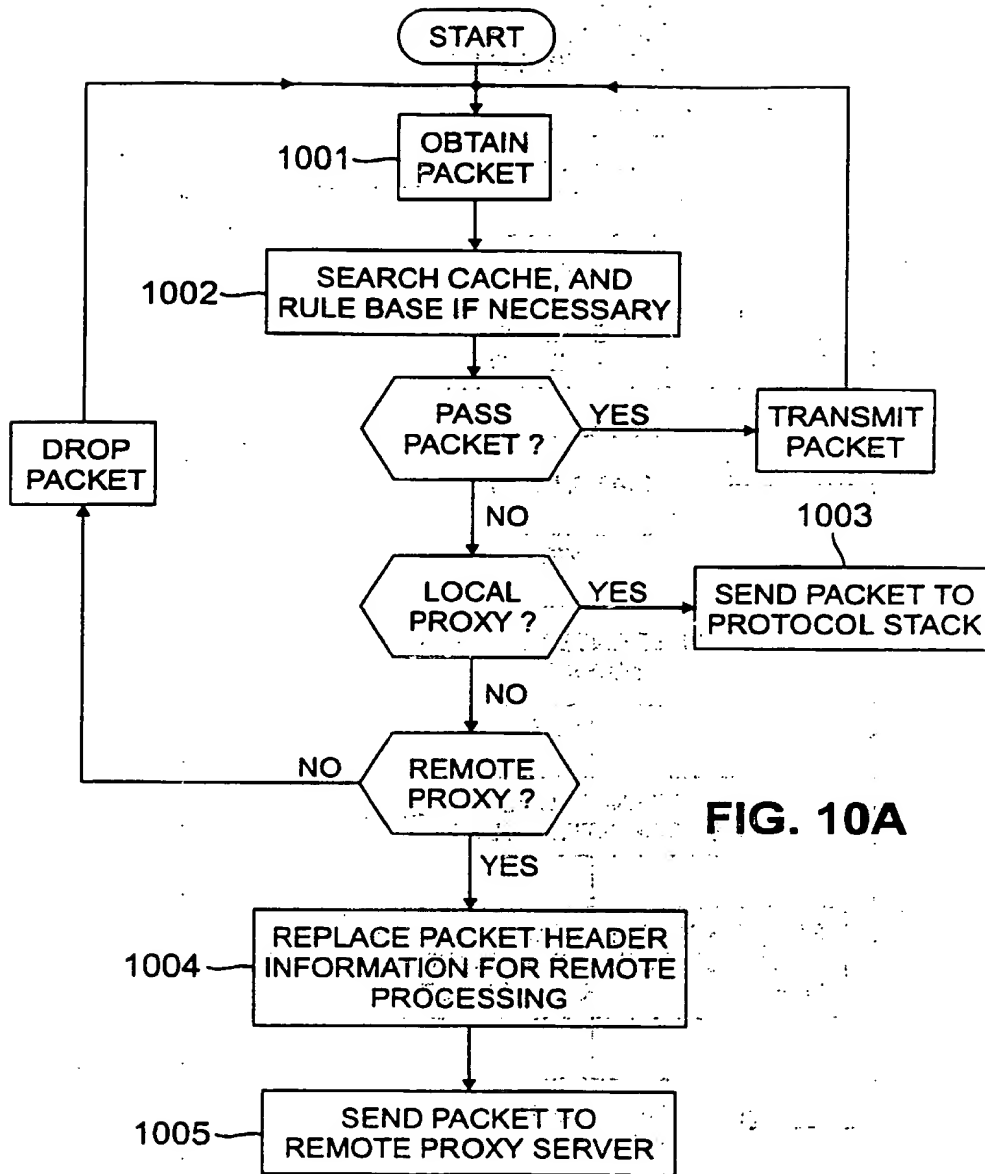 START
1001
OBTAIN
PACKET
1002
SEARCH CACHE, AND
RULE BASE IF NECESSARY
PASS
PACKET ?
YES
TRANSMIT
PACKET
DROP
PACKET
NO
1003
LOCAL
PROXY ?
YES
SEND PACKET TO
PROTOCOL STACK
NO
NO
REMOTE
PROXY ?
FIG. 10A
YES
1004
REPLACE PACKET HEADER
INFORMATION FOR REMOTE
PROCESSING
1005
SEND PACKET TO
REMOTE PROXY SERVER